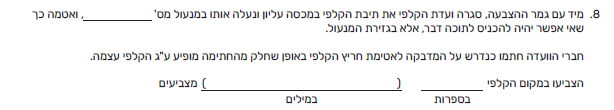 8. מיד עם גמר ההצבעה, סגרה ועדת הקלפי את תיבת הקלפי במכסה עליון ונעלה אותו במנעול מס' __________, ואטמה כך
שאי אפשר יהיה להכניס לתוכה דבר, אלא בגזירת המנעול.
חברי הוועדה חתמו כנדרש על המדבקה לאטימת חריץ הקלפי באופן שחלק מהחתימה מופיע ע"ג הקלפי עצמה.
הצביעו במקום הקלפי __________ (____________________) מצביעים
בספרות במילים